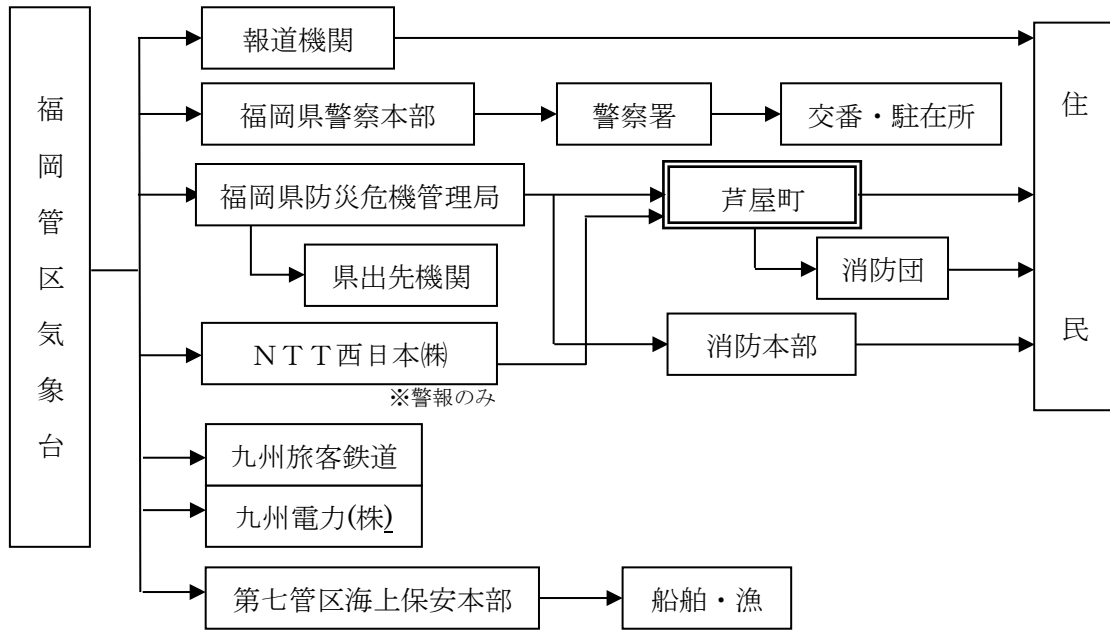 福岡管区気象台
報道機関
住民
福岡県警察本部
警察署
交番・駐在所
福岡県防災危機管理局
芦屋町
県出先機関
消防団
ＮＴＴ西日本㈱
※警報のみ
消防本部
九州旅客鉄道
九州電力(株)
第七管区海上保安本部
船舶・漁